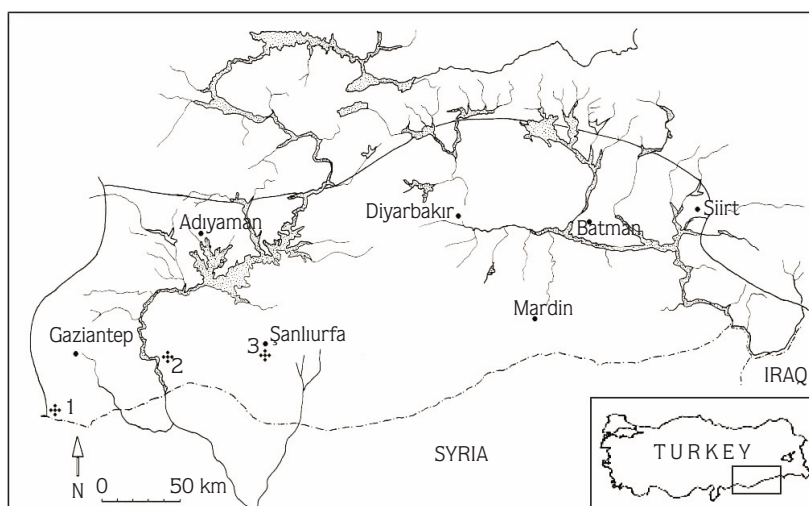 Adıyaman
Diyarbakır
Siirt
Batman
Gaziantep
Şanlıurfa
Mardin
1
2
3
IRAQ
SYRIA
TURKEY
N
0 50 km